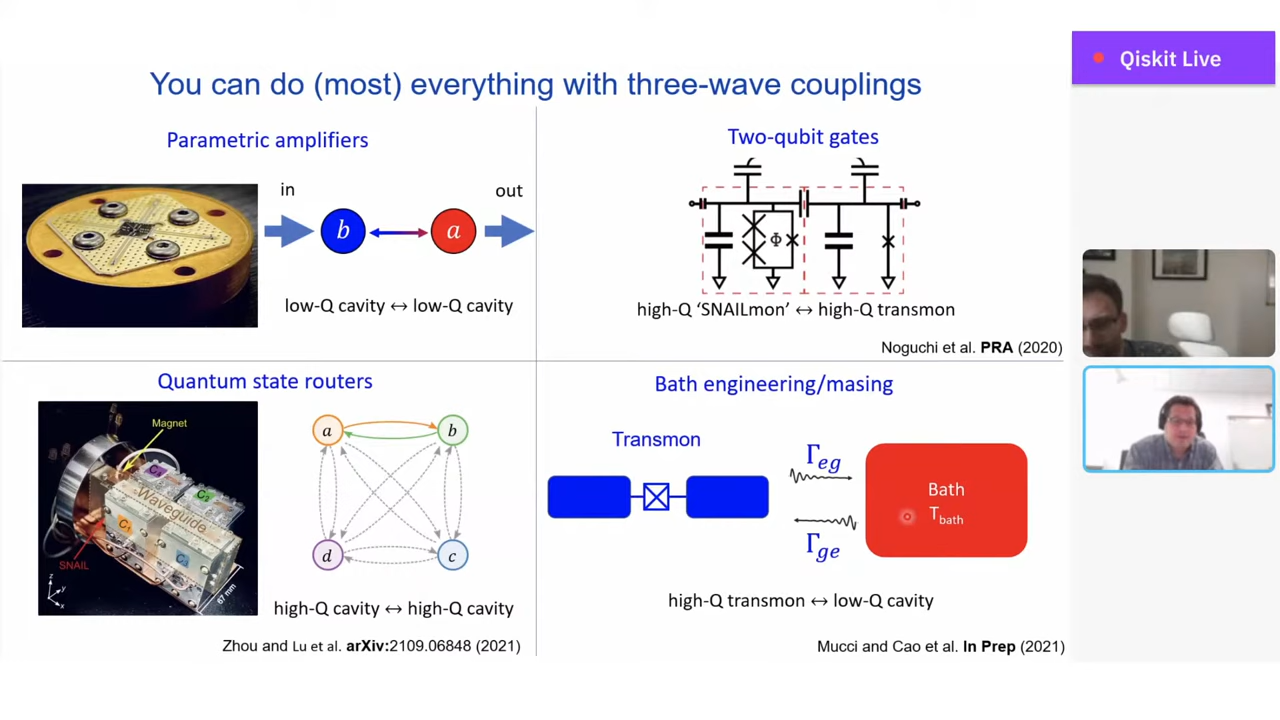 You can do (most) everything with three-wave couplings
Qiskit Live
Parametric amplifiers
in
out
b
a
low-Q cavity ↔ low-Q cavity
Two-qubit gates
Φ
high-Q ‘SNAILmon’ ↔ high-Q transmon
Noguchi et al. PRA (2020)
Quantum state routers
Magnet
Waveguide
C₁
SNAIL
67 mm
z
y
x
a
b
d
c
high-Q cavity ↔ high-Q cavity
Zhou and Lu et al. arXiv:2109.06848 (2021)
Bath engineering/masing
Transmon
Γeg
Γge
Bath
Tbath
high-Q transmon ↔ low-Q cavity
Mucci and Cao et al. In Prep (2021)